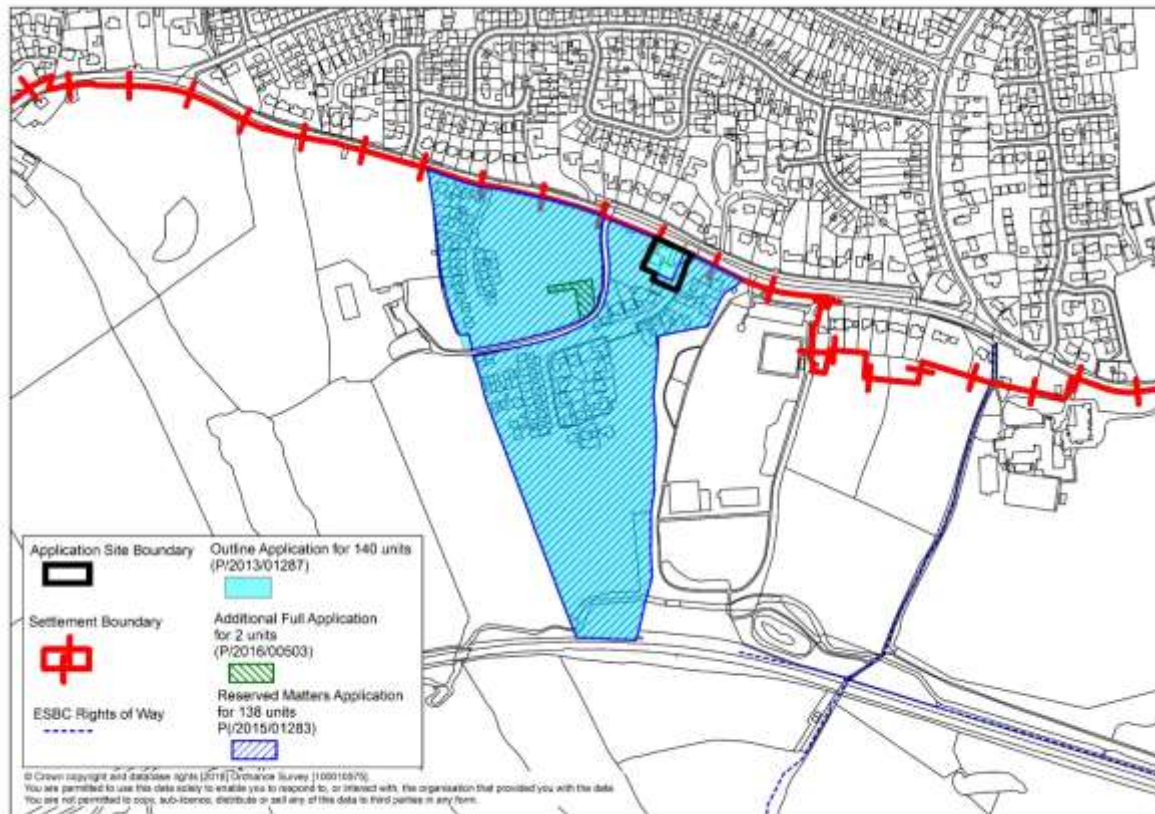 Application Site Boundary
Outline Application for 140 units
(P/2013/01287)
Settlement Boundary
Additional Full Application
for 2 units
(P/2016/00503)
ESBC Rights of Way
Reserved Matters Application
for 138 units
P(/2015/01283)
© Crown copyright and database rights [2016] Ordnance Survey [100010575].
You are permitted to use this data solely to enable you to respond to, or interact with, the organisation that provided you with the data.
You are not permitted to copy, sub-licence, distribute or sell any of this data to third parties in any form.